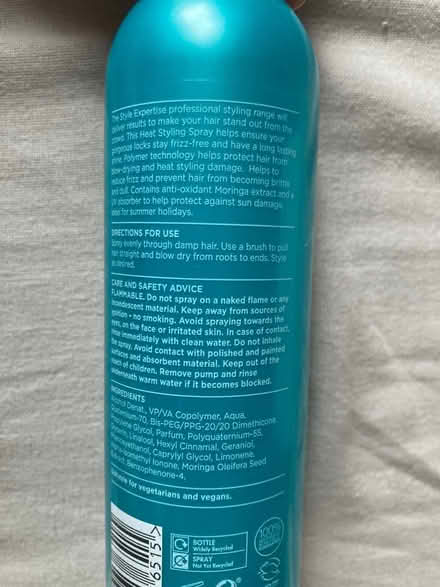 The Style Expertise professional styling range will
deliver results to make your hair stand out from the
crowd. This Heat Styling Spray helps ensure your
gorgeous locks stay frizz-free and have a long lasting
shine. Polymer technology helps protect hair from
blow-drying and heat styling damage. Helps to
reduce frizz and prevent hair from becoming brittle
and dull. Contains anti-oxidant Moringa extract and a
UV absorber to help protect against sun damage,
ideal for summer holidays.
DIRECTIONS FOR USE
Spray evenly through damp hair. Use a brush to pull
hair straight and blow dry from roots to ends. Style
as desired.
CARE AND SAFETY ADVICE
FLAMMABLE. Do not spray on a naked flame or any
incandescent material. Keep away from sources of
ignition - no smoking. Avoid spraying towards the
eyes, on the face or irritated skin. In case of contact,
rinse immediately with clean water. Do not inhale
the spray. Avoid contact with polished and painted
surfaces and absorbent material. Keep out of the
reach of children. Remove pump and rinse
underneath warm water if it becomes blocked.
INGREDIENTS
Alcohol Denat., VP/VA Copolymer, Aqua,
Quaternium-70, Bis-PEG/PPG-20/20 Dimethicone,
Propylene Glycol, Parfum, Polyquaternium-55,
Linalool, Hexyl Cinnamal, Geraniol,
Phenoxyethanol, Caprylyl Glycol, Limonene,
Alpha-Isomethyl Ionone, Moringa Oleifera Seed
Benzophenone-4.
Suitable for vegetarians and vegans.
BOTTLE
Widely Recycled
SPRAY
Not Yet Recycled
100%
6515